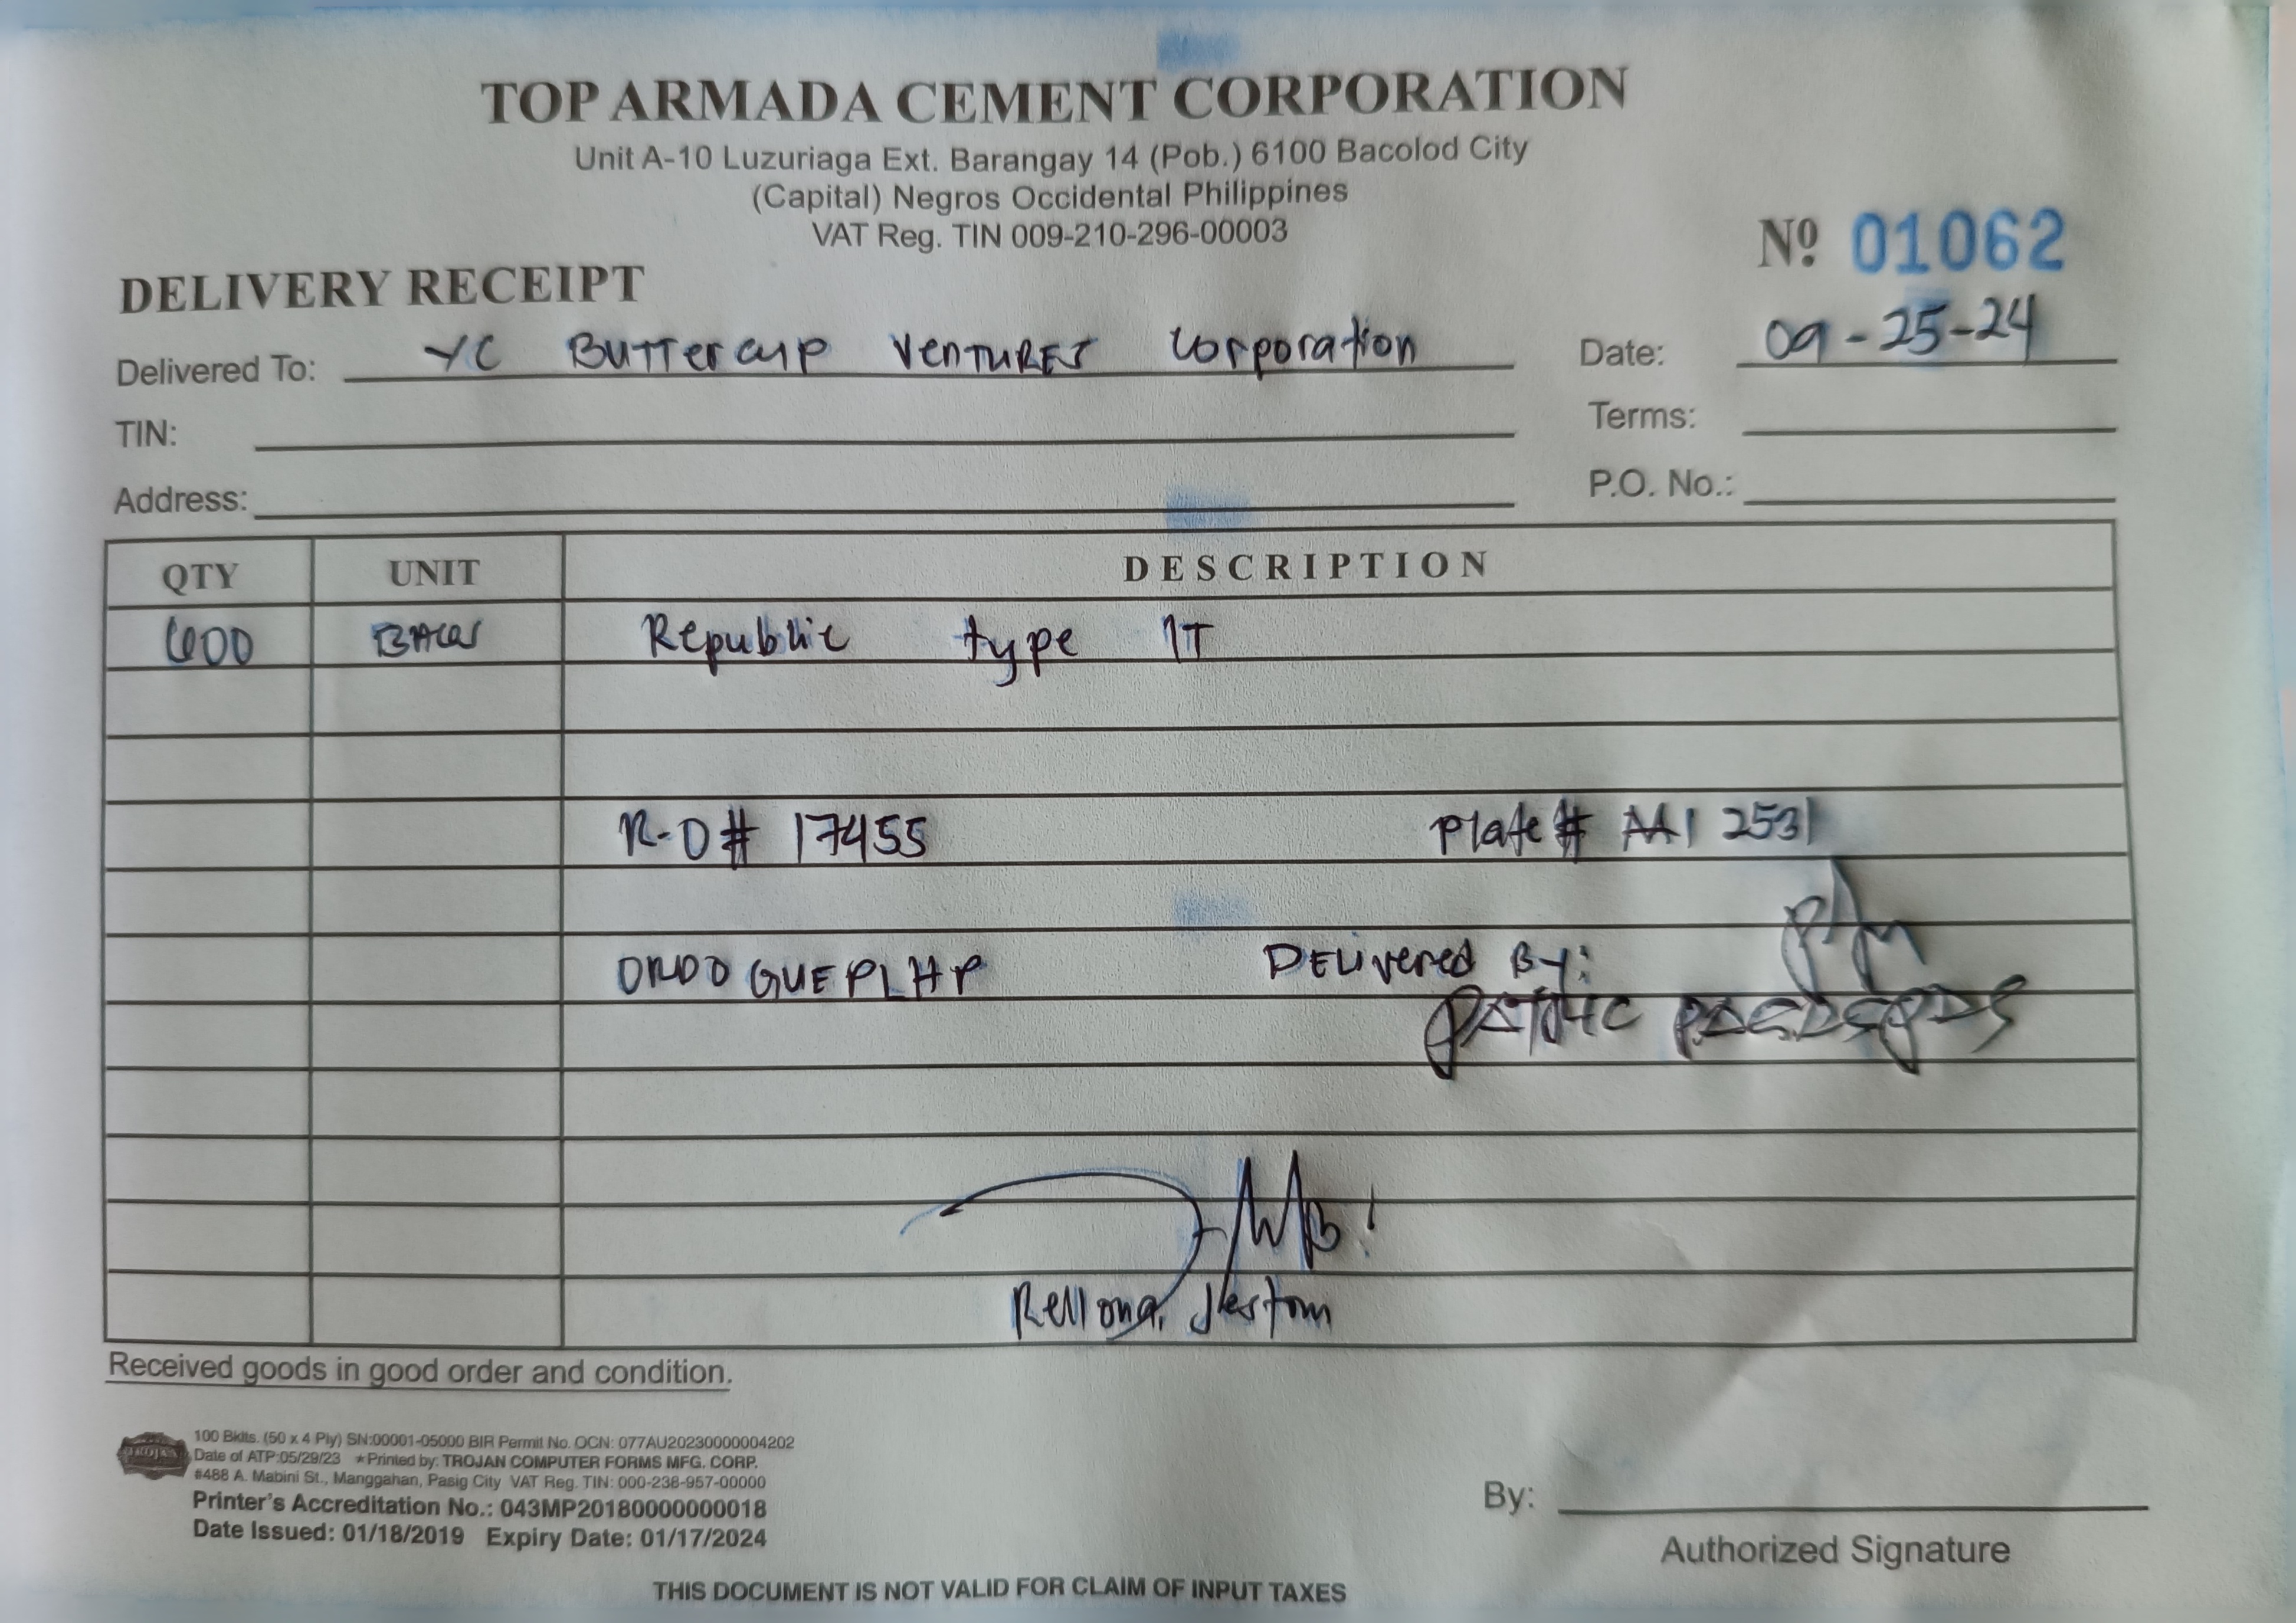 TOP ARMADA CEMENT CORPORATION
Unit A-10 Luzuriaga Ext. Barangay 14 (Pob.) 6100 Bacolod City
(Capital) Negros Occidental Philippines
VAT Reg. TIN 009-210-296-00003
Nº 01062
DELIVERY RECEIPT
Delivered To: YC Buttercup Ventures Corporation
Date: 09-25-24
TIN:
Terms:
Address:
P.O. No.:
QTY UNIT DESCRIPTION
600 BAGS Republic type 1T
R-O# 17455 Plate# AAI 2531
ORDO GUEPLHP Delivered By:
Rellona, Jestom
Received goods in good order and condition.
100 Bklts. (50 x 4 Ply) SN:00001-05000 BIR Permit No. OCN: 077AU20230000004202
Date of ATP:05/29/23 ★Printed by: TROJAN COMPUTER FORMS MFG. CORP.
#488 A. Mabini St., Manggahan, Pasig City VAT Reg. TIN: 000-238-957-00000
Printer's Accreditation No.: 043MP20180000000018
Date Issued: 01/18/2019 Expiry Date: 01/17/2024
By:
Authorized Signature
THIS DOCUMENT IS NOT VALID FOR CLAIM OF INPUT TAXES